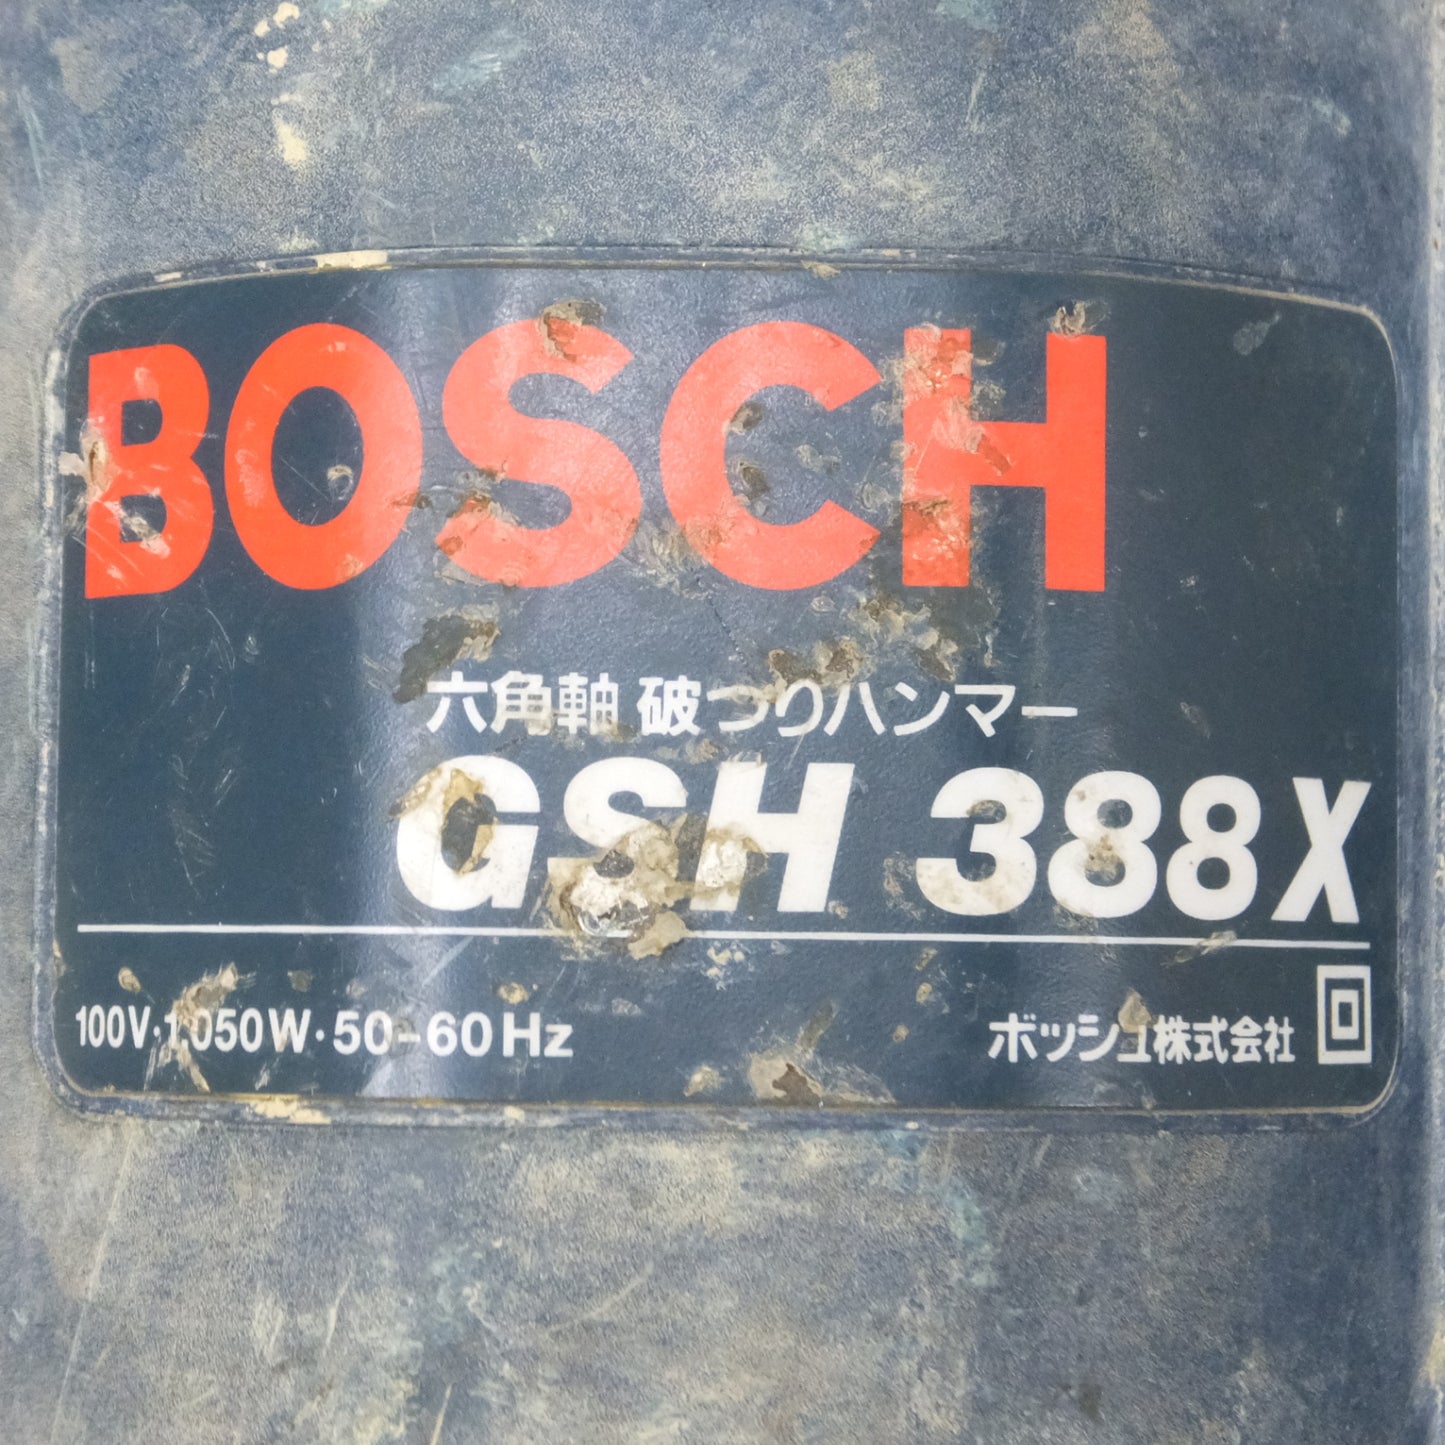 BOSCH
六角軸 破つりハンマー
GSH 388X
100V·1,050W·50-60Hz
ボッシュ株式会社